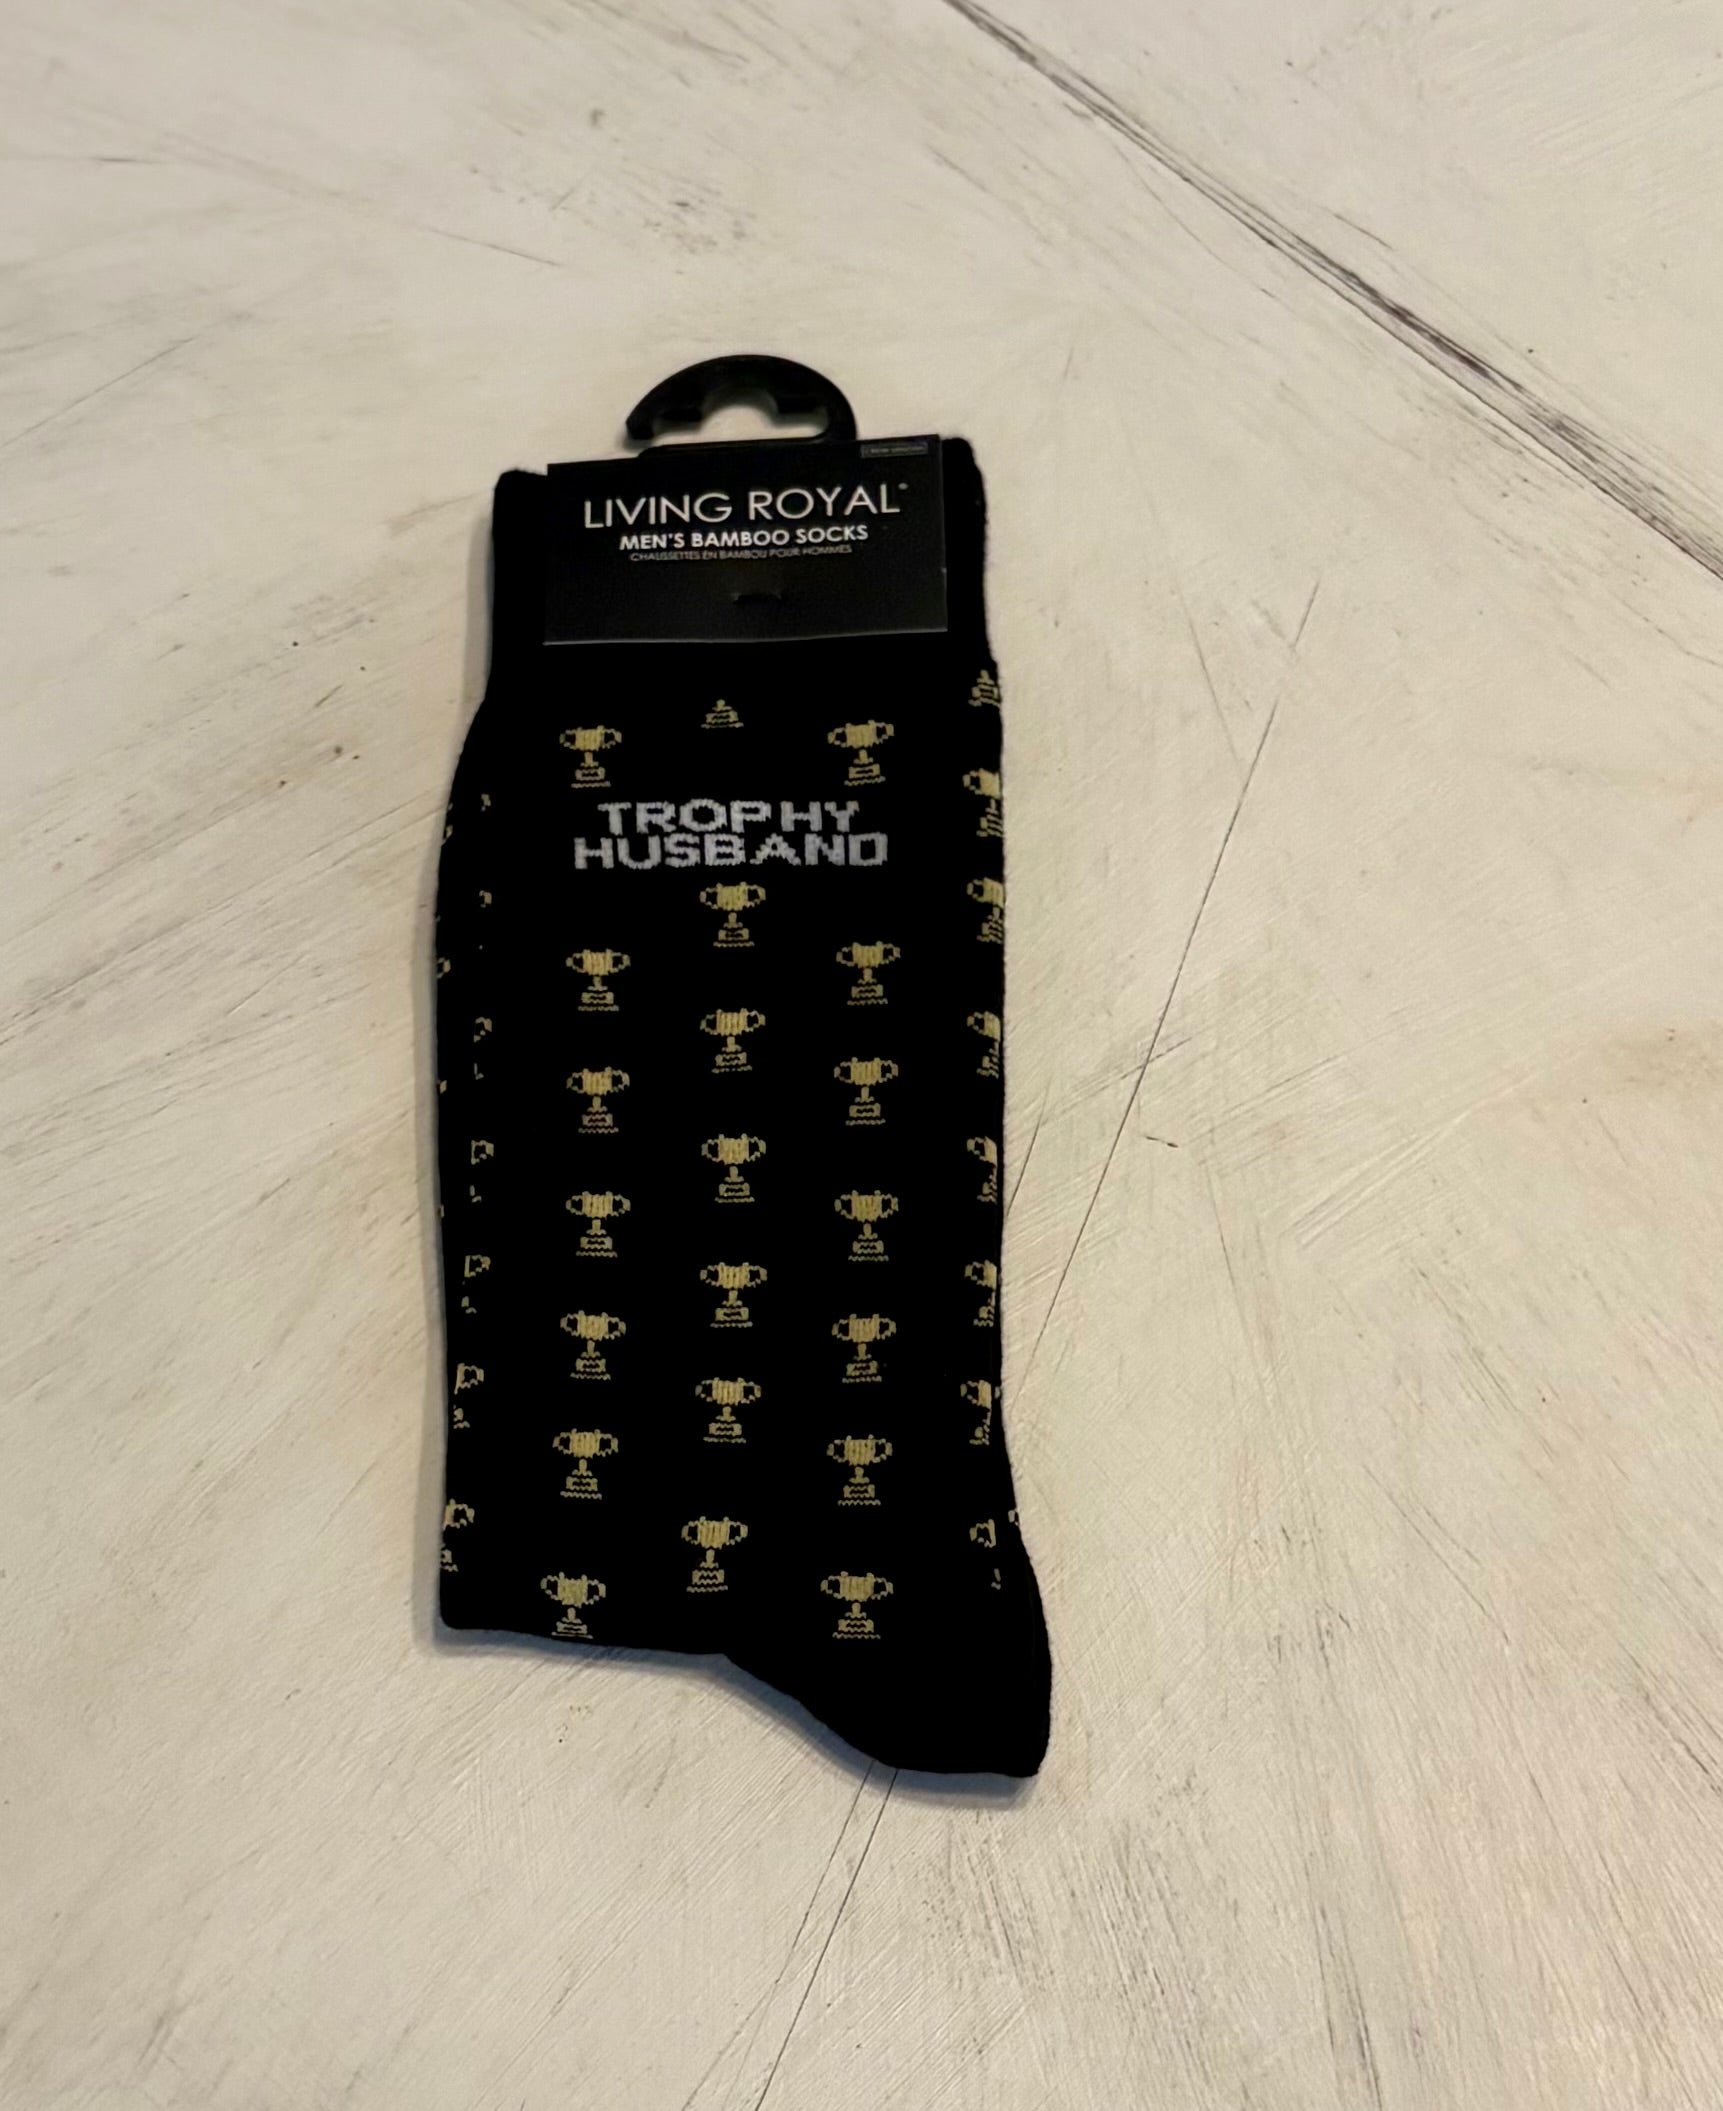 LIVING ROYAL
MEN'S BAMBOO SOCKS
CHAUSSETTES EN BAMBOU POUR HOMMES
TROPHY
HUSBAND